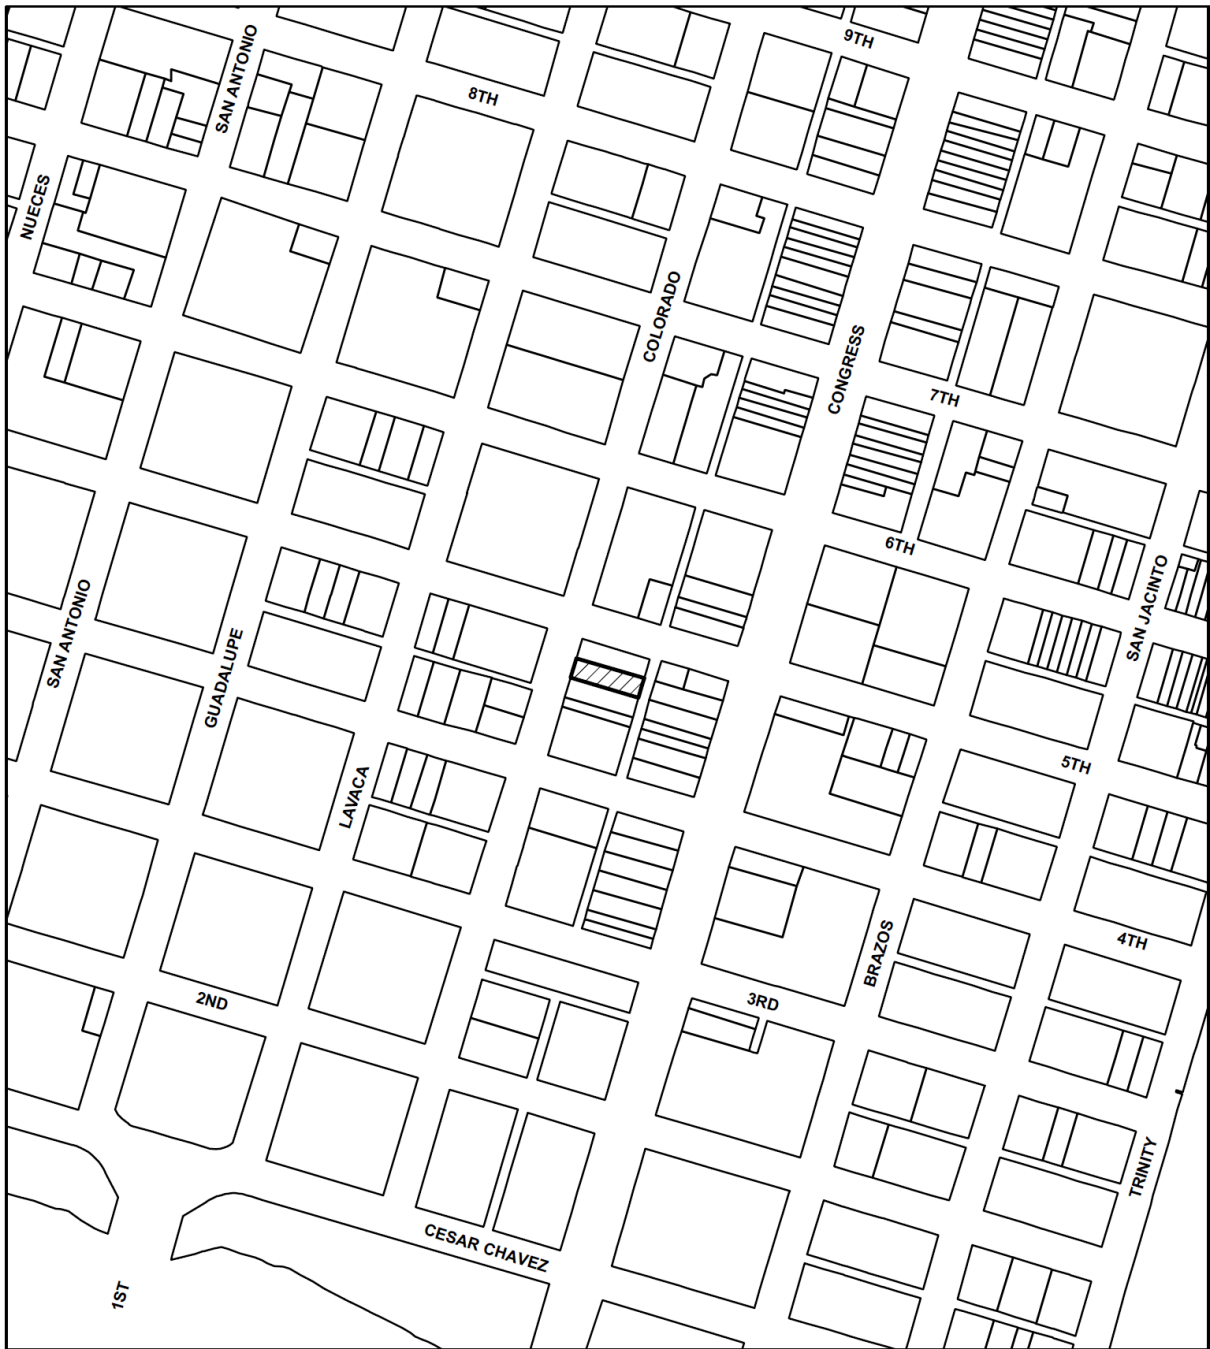 9TH
SAN ANTONIO
8TH
NUECES
COLORADO
CONGRESS
7TH
6TH
SAN JACINTO
SAN ANTONIO
GUADALUPE
5TH
LAVACA
4TH
BRAZOS
2ND
3RD
TRINITY
CESAR CHAVEZ
1ST